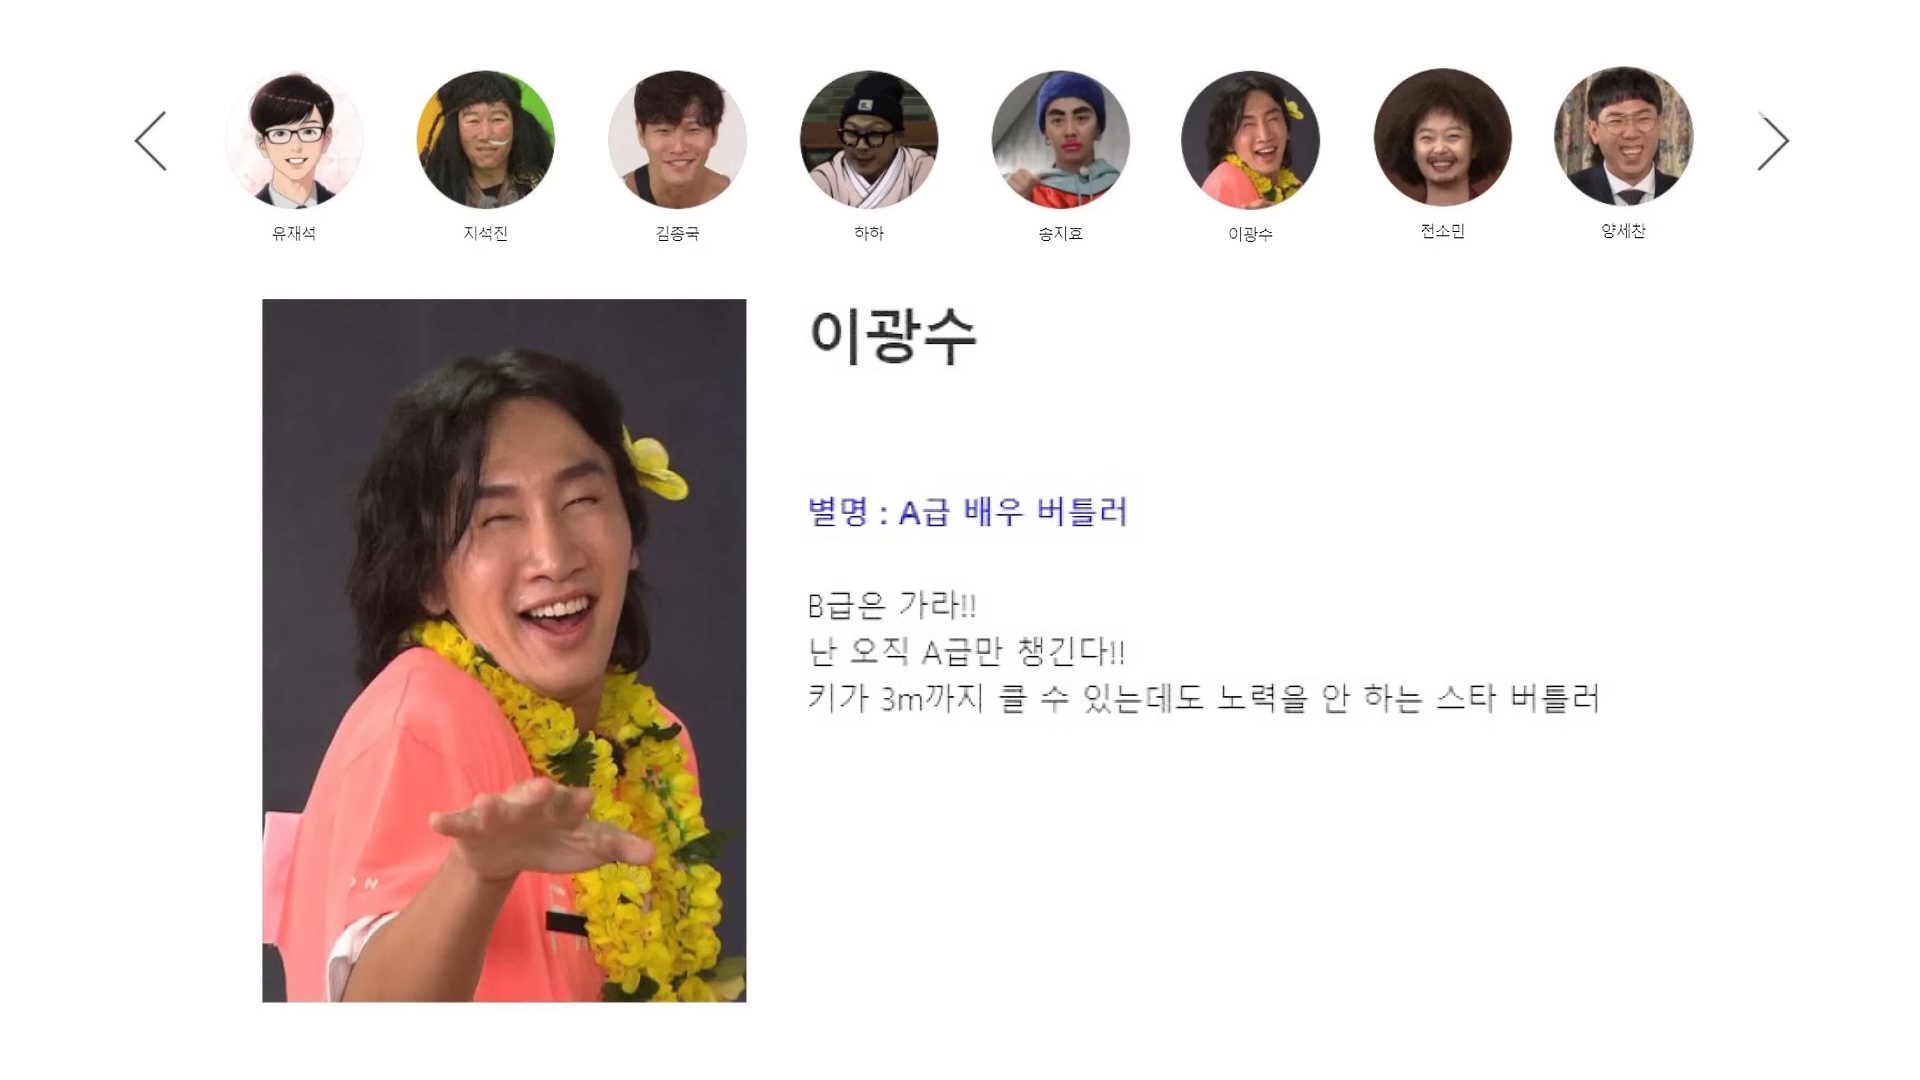 유재석
지석진
김종국
하하
송지효
이광수
전소민
양세찬
이광수
별명 : A급 배우 버틀러
B급은 가라!!
난 오직 A급만 챙긴다!!
키가 3m까지 클 수 있는데도 노력을 안 하는 스타 버틀러